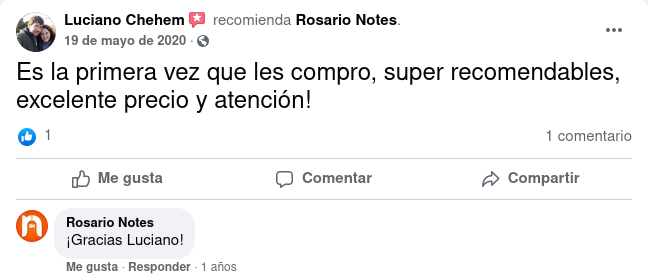 Luciano Chehem recomienda Rosario Notes.
19 de mayo de 2020 ·
Es la primera vez que les compro, super recomendables,
excelente precio y atención!
1 1 comentario
Me gusta Comentar Compartir
Rosario Notes
¡Gracias Luciano!
Me gusta · Responder · 1 años